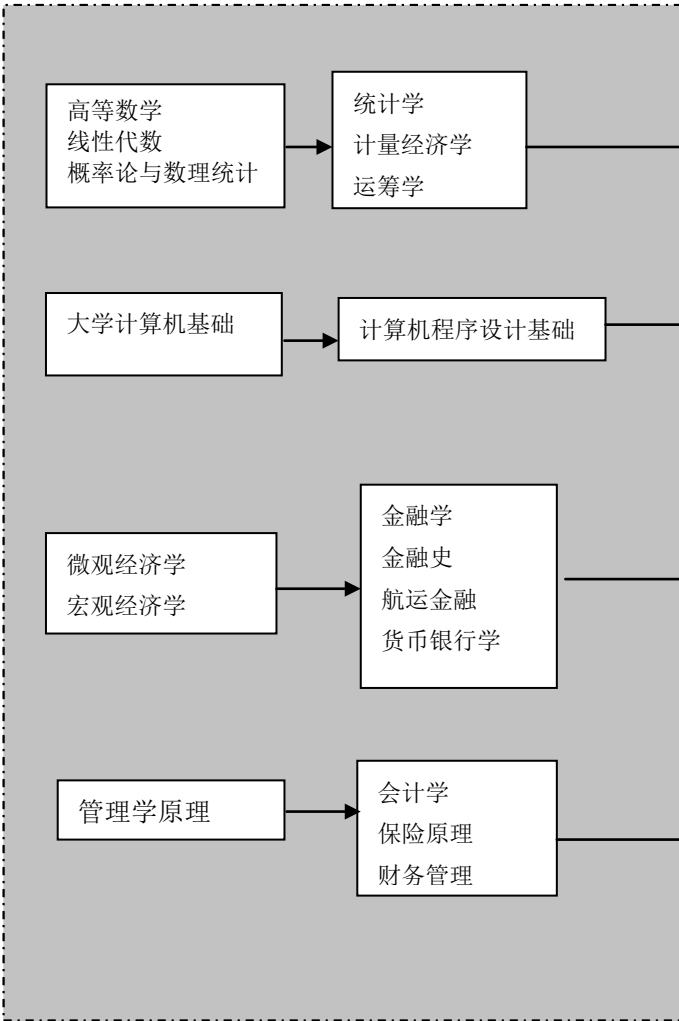 高等数学
线性代数
概率论与数理统计
统计学
计量经济学
运筹学
大学计算机基础
计算机程序设计基础
微观经济学
宏观经济学
金融学
金融史
航运金融
货币银行学
管理学原理
会计学
保险原理
财务管理